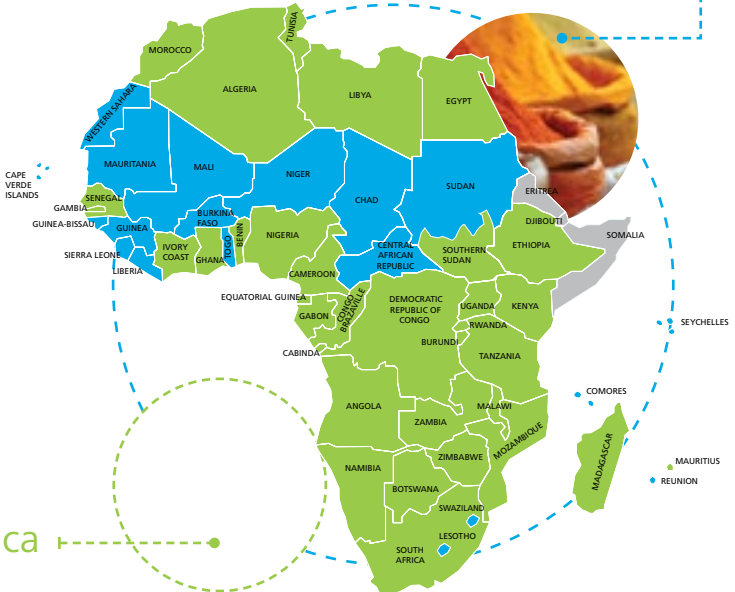 TUNISIA
MOROCCO
ALGERIA
LIBYA
EGYPT
WESTERN SAHARA
MAURITANIA
MALI
NIGER
CHAD
SUDAN
ERITREA
CAPE
VERDE
ISLANDS
SENEGAL
GAMBIA
GUINEA-BISSAU
GUINEA
BURKINA
FASO
BENIN
TOGO
NIGERIA
DJIBOUTI
SOMALIA
SIERRA LEONE
LIBERIA
IVORY
COAST
GHANA
CENTRAL
AFRICAN
REPUBLIC
SOUTHERN
SUDAN
ETHIOPIA
CAMEROON
EQUATORIAL GUINEA
GABON
CONGO
BRAZAVILLE
DEMOCRATIC
REPUBLIC OF
CONGO
UGANDA
KENYA
RWANDA
BURUNDI
SEYCHELLES
CABINDA
TANZANIA
COMORES
ANGOLA
ZAMBIA
MALAWI
MOZAMBIQUE
MADAGASCAR
MAURITIUS
REUNION
NAMIBIA
ZIMBABWE
BOTSWANA
SWAZILAND
LESOTHO
SOUTH
AFRICA
ca